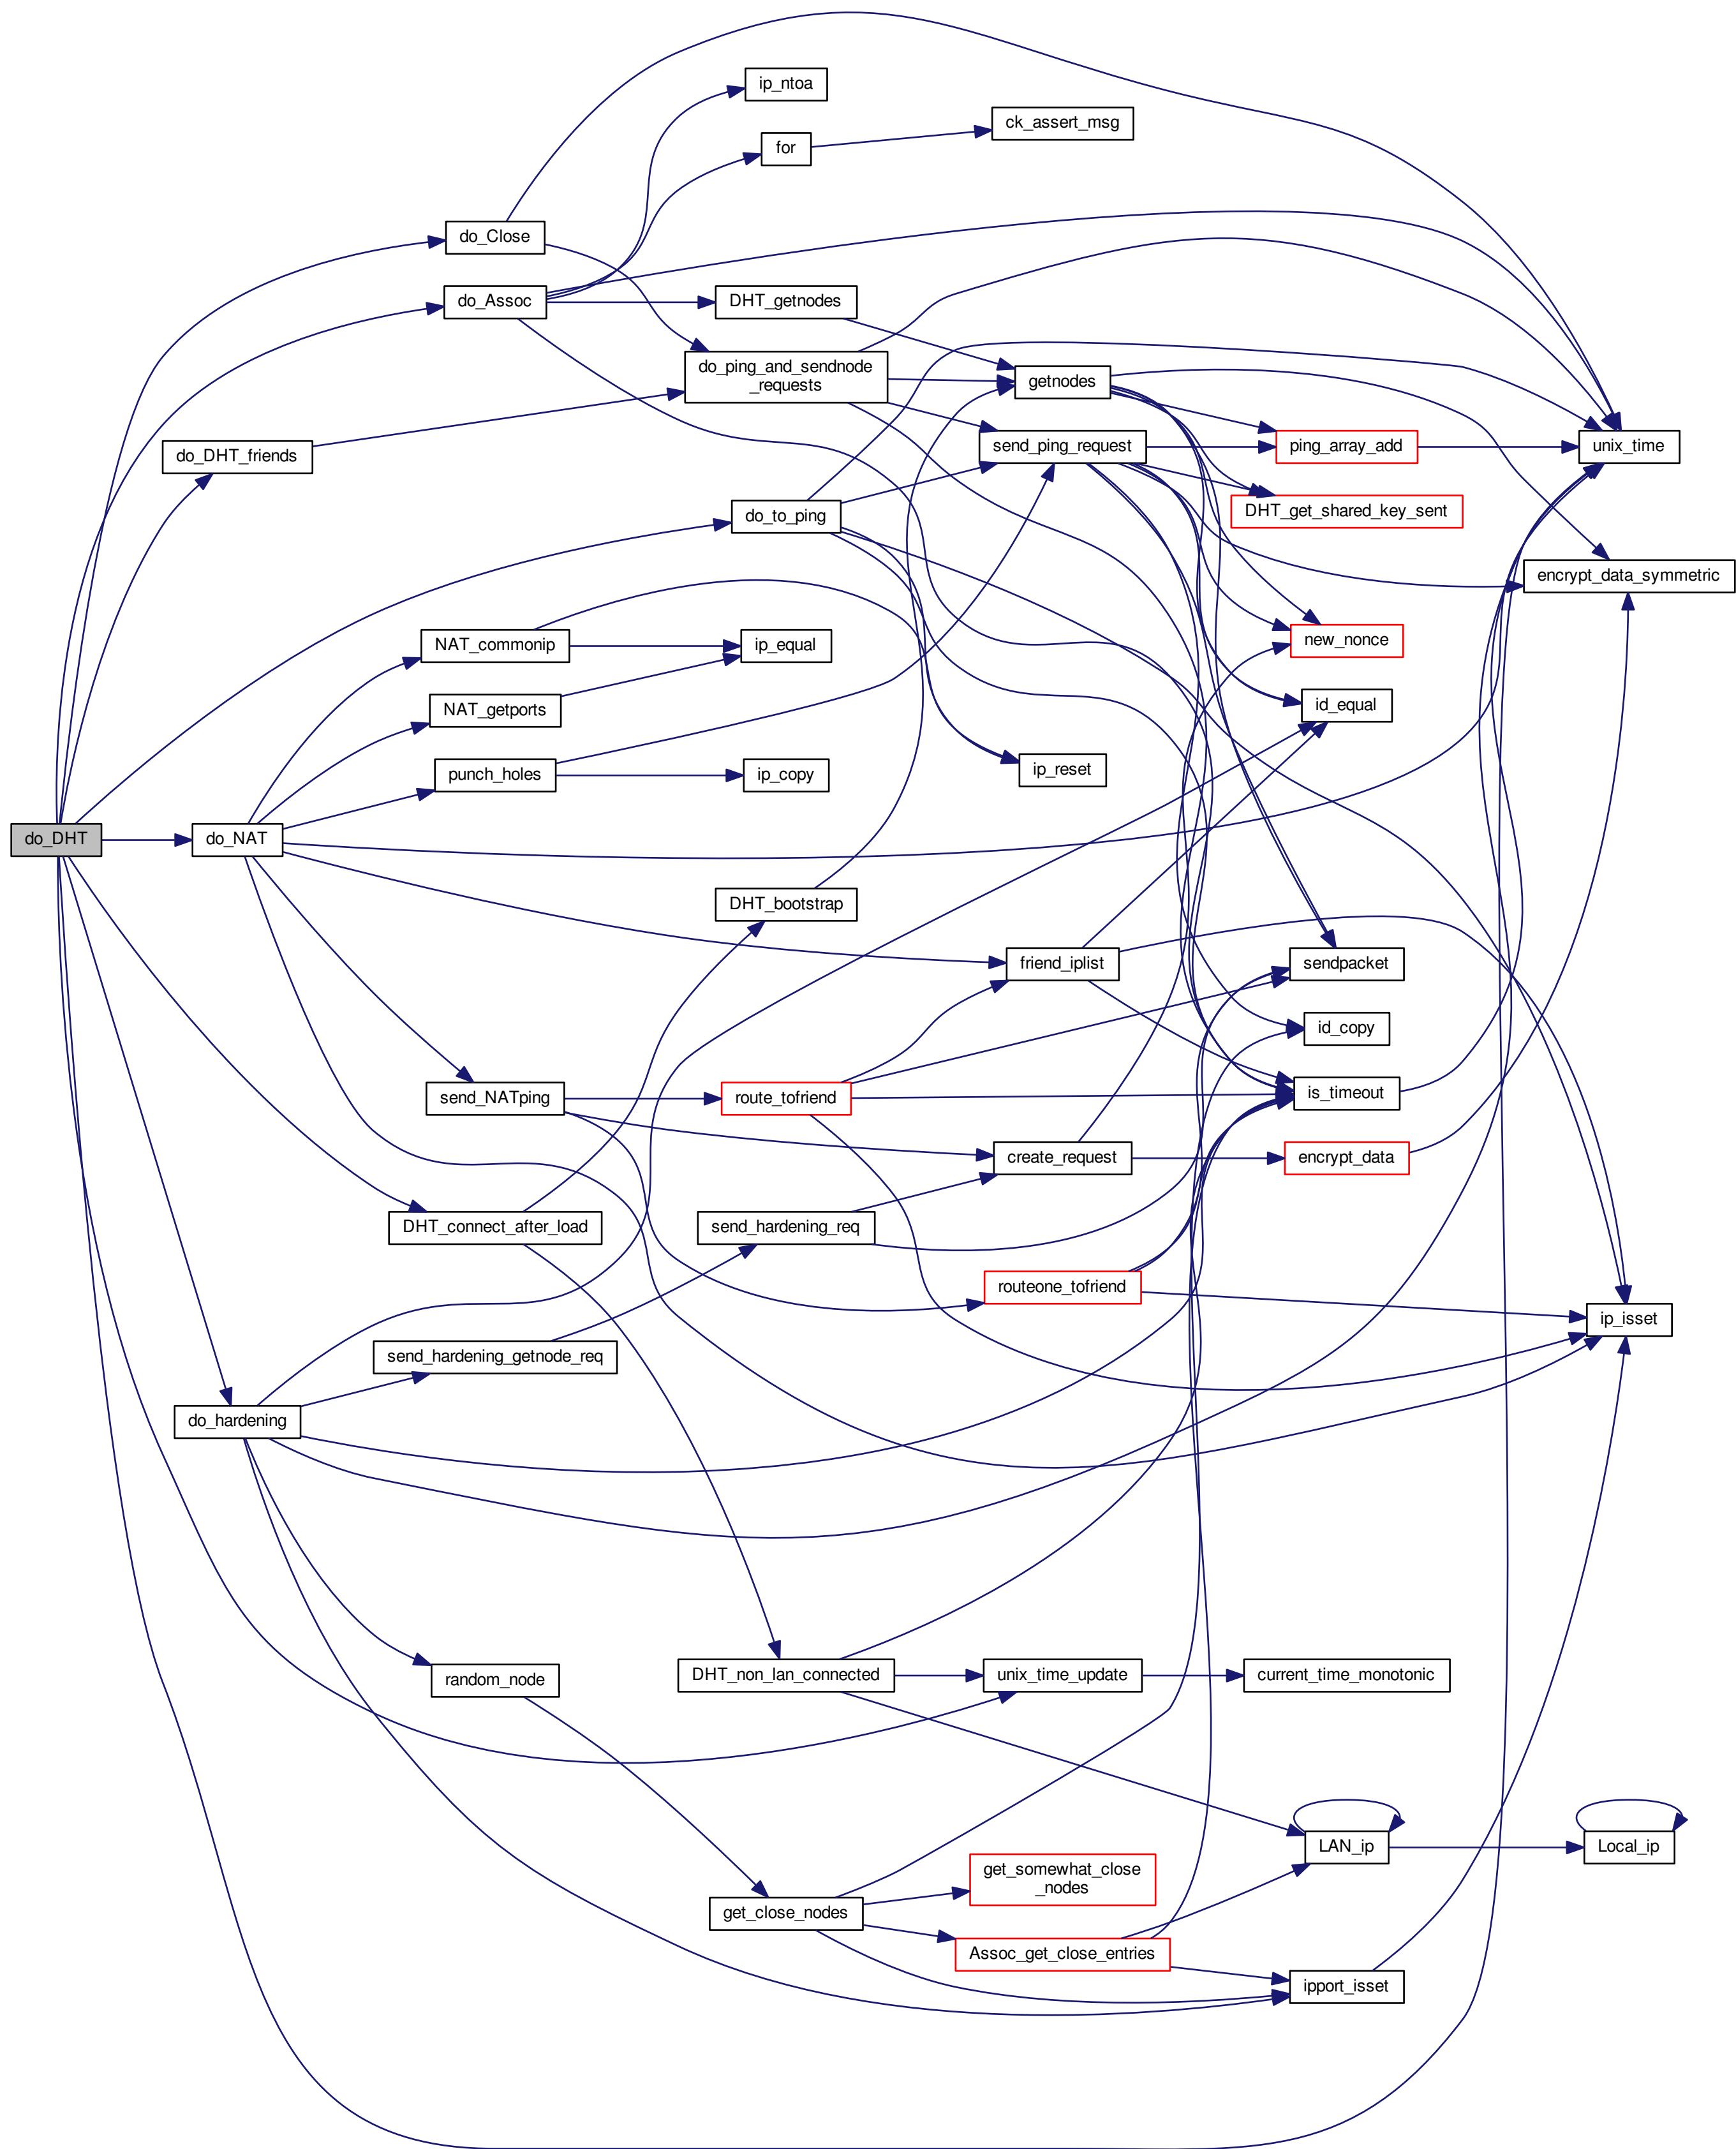 ip_ntoa
ck_assert_msg
for
do_Close
do_Assoc
DHT_getnodes
do_ping_and_sendnode
_requests
getnodes
do_DHT_friends
send_ping_request
ping_array_add
unix_time
DHT_get_shared_key_sent
do_to_ping
encrypt_data_symmetric
NAT_commonip
ip_equal
new_nonce
NAT_getports
id_equal
punch_holes
ip_copy
ip_reset
do_DHT
do_NAT
DHT_bootstrap
friend_iplist
sendpacket
id_copy
send_NATping
route_tofriend
is_timeout
create_request
encrypt_data
DHT_connect_after_load
send_hardening_req
routeone_tofriend
ip_isset
send_hardening_getnode_req
do_hardening
random_node
DHT_non_lan_connected
unix_time_update
current_time_monotonic
LAN_ip
Local_ip
get_somewhat_close
_nodes
get_close_nodes
Assoc_get_close_entries
ipport_isset